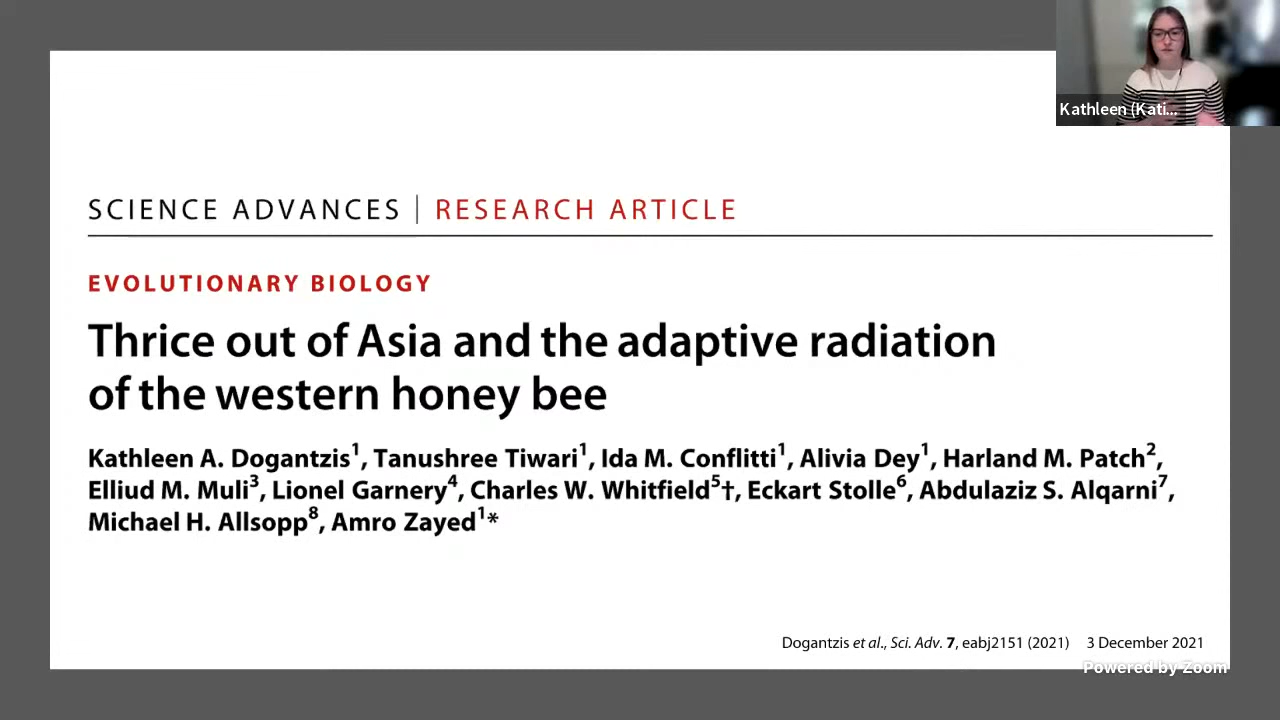 Kathleen (Kati...
SCIENCE ADVANCES | RESEARCH ARTICLE
EVOLUTIONARY BIOLOGY
Thrice out of Asia and the adaptive radiation
of the western honey bee
Kathleen A. Dogantzis1, Tanushree Tiwari1, Ida M. Conflitti1, Alivia Dey1, Harland M. Patch2,
Elliud M. Muli3, Lionel Garnery4, Charles W. Whitfield5†, Eckart Stolle6, Abdulaziz S. Alqarni7,
Michael H. Allsopp8, Amro Zayed1*
Dogantzis et al., Sci. Adv. 7, eabj2151 (2021) 3 December 2021
Powered by Zoom